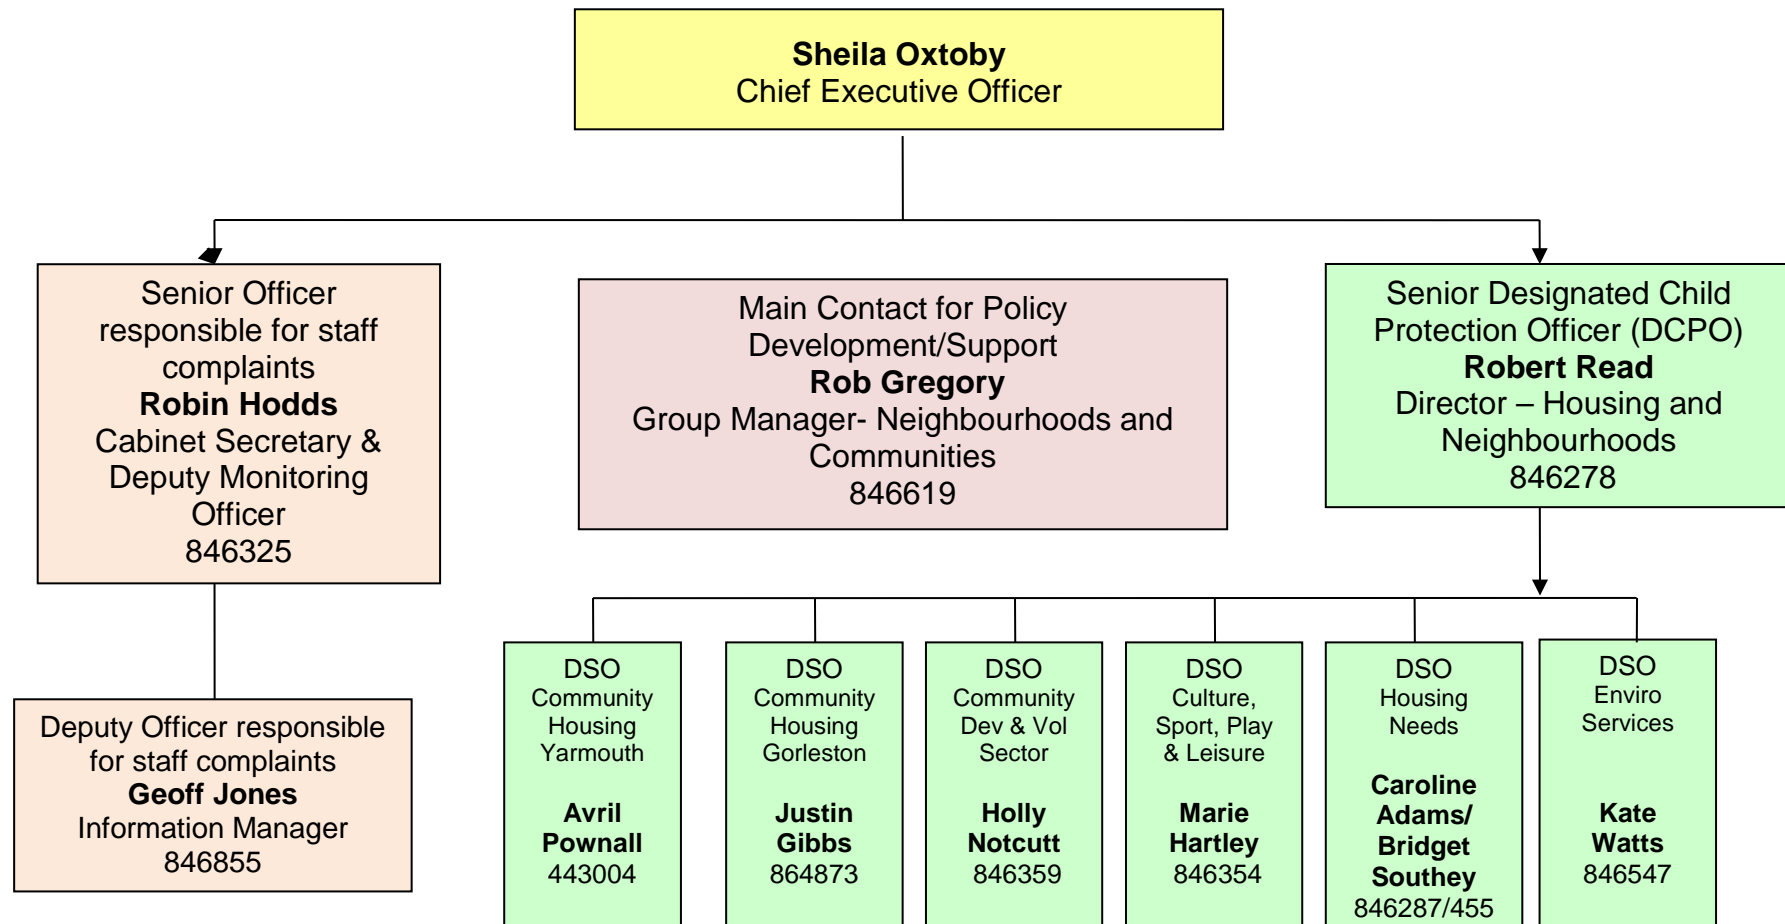 Sheila Oxtoby
Chief Executive Officer
Senior Officer
responsible for staff
complaints
Robin Hodds
Cabinet Secretary &
Deputy Monitoring
Officer
846325
Main Contact for Policy
Development/Support
Rob Gregory
Group Manager- Neighbourhoods and
Communities
846619
Senior Designated Child
Protection Officer (DCPO)
Robert Read
Director – Housing and
Neighbourhoods
846278
Deputy Officer responsible
for staff complaints
Geoff Jones
Information Manager
846855
DSO
Community
Housing
Yarmouth
Avril
Pownall
443004
DSO
Community
Housing
Gorleston
Justin
Gibbs
864873
DSO
Community
Dev & Vol
Sector
Holly
Notcutt
846359
DSO
Culture,
Sport, Play
& Leisure
Marie
Hartley
846354
DSO
Housing
Needs
Caroline
Adams/
Bridget
Southey
846287/455
DSO
Enviro
Services
Kate
Watts
846547